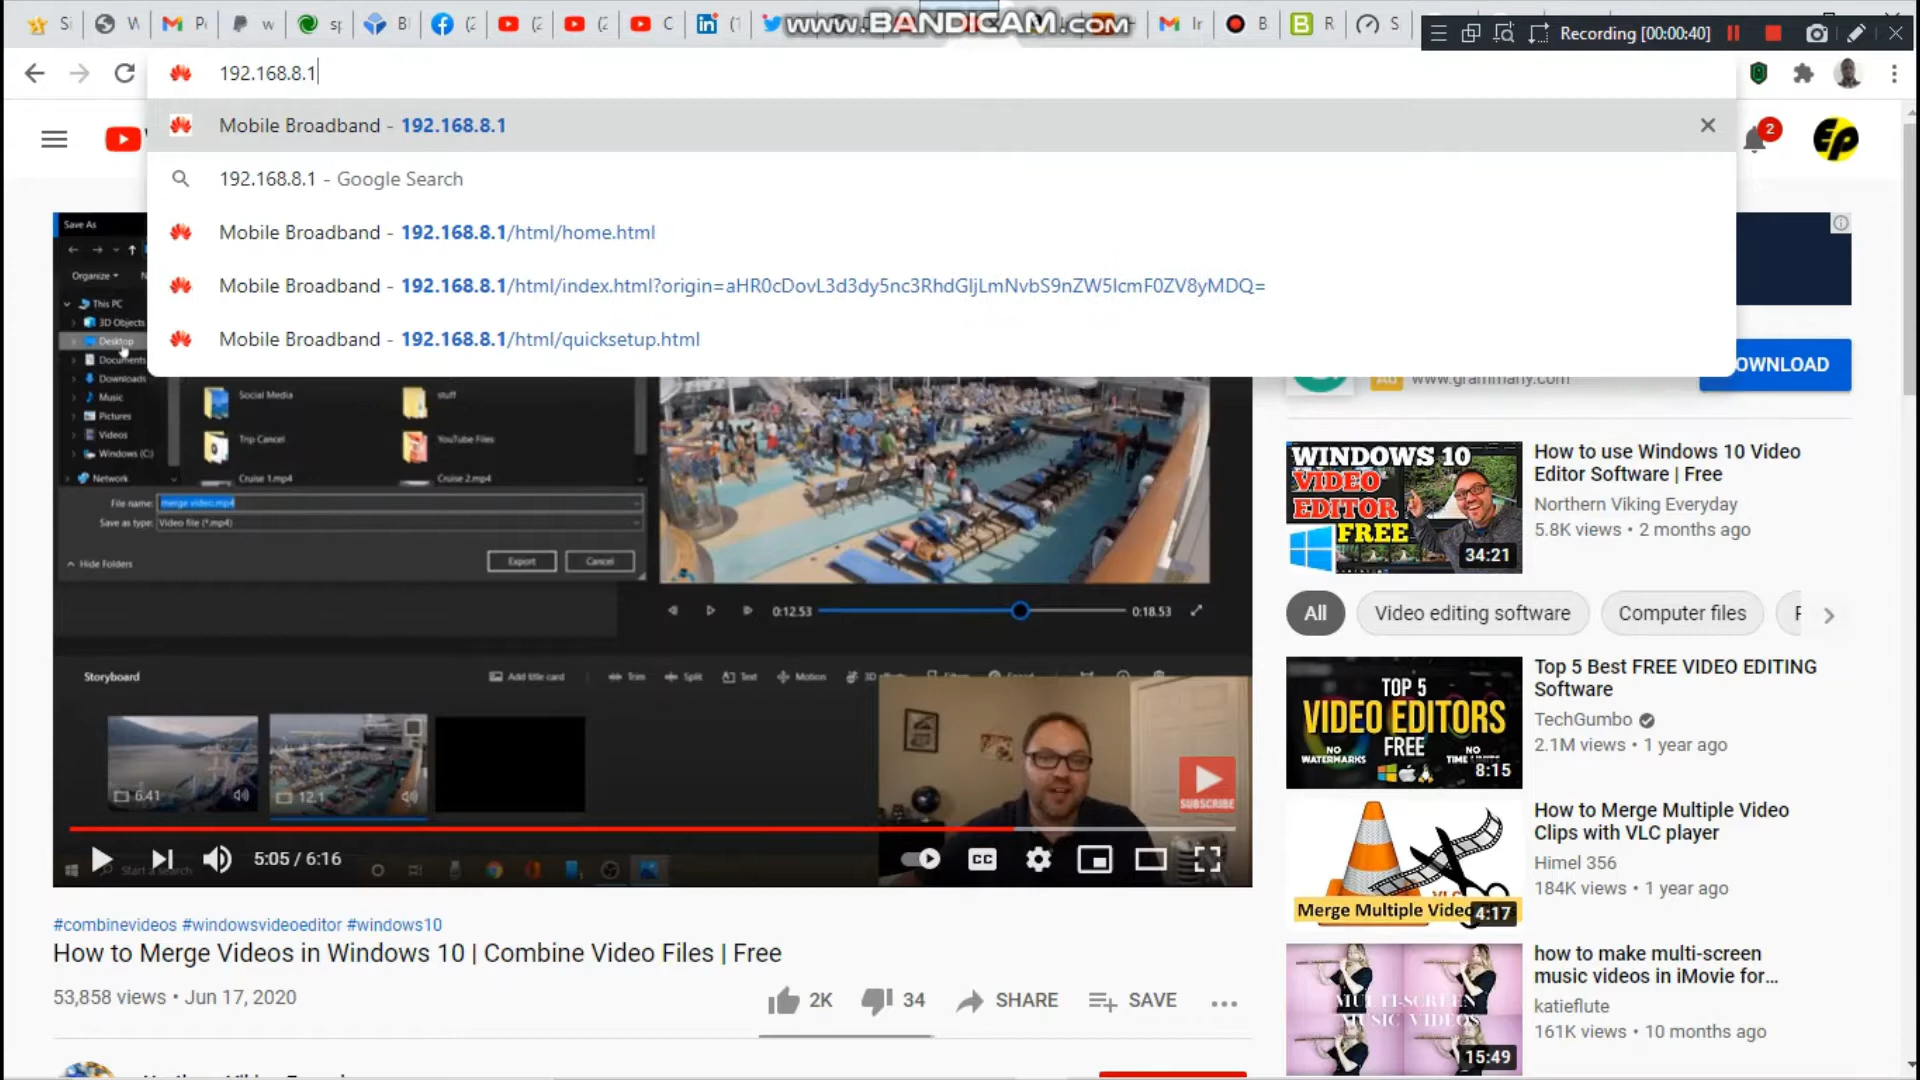 www.BANDICAM.com
Recording [00:00:40]
192.168.8.1
Mobile Broadband - 192.168.8.1
192.168.8.1 - Google Search
Mobile Broadband - 192.168.8.1/html/home.html
Mobile Broadband - 192.168.8.1/html/index.html?origin=aHR0cDovL3d3dy5nc3RhdGljLmNvbS9nZW5lcmF0ZV8yMDQ=
Mobile Broadband - 192.168.8.1/html/quicksetup.html
2
Save As
Organize
This PC
3D Objects
Desktop
Documents
Downloads
Music
Pictures
Videos
Windows (C:)
Network
Social Media
stuff
Trip Cancel
YouTube Files
Cruise 1.mp4
Cruise 2.mp4
File name: merge video.mp4
Save as type: Video file (*.mp4)
Hide Folders
Export
Cancel
0:12.53
0:18.53
Storyboard
Add title card
Trim
Split
Text
Motion
6.41
12.1
SUBSCRIBE
5:05 / 6:16
CC
#combinevideos #windowsvideoeditor #windows10
How to Merge Videos in Windows 10 | Combine Video Files | Free
53,858 views • Jun 17, 2020
2K
34
SHARE
SAVE
Ad
www.grammarly.com
DOWNLOAD
WINDOWS 10
VIDEO
EDITOR
FREE
34:21
How to use Windows 10 Video
Editor Software | Free
Northern Viking Everyday
5.8K views • 2 months ago
All
Video editing software
Computer files
TOP 5
VIDEO EDITORS
FREE
NO
WATERMARKS
NO
TIME LIMITS
8:15
Top 5 Best FREE VIDEO EDITING
Software
TechGumbo
2.1M views • 1 year ago
Merge Multiple Video
4:17
How to Merge Multiple Video
Clips with VLC player
Himel 356
184K views • 1 year ago
MULTI-SCREEN
MUSIC VIDEOS
15:49
how to make multi-screen
music videos in iMovie for...
katieflute
161K views • 10 months ago